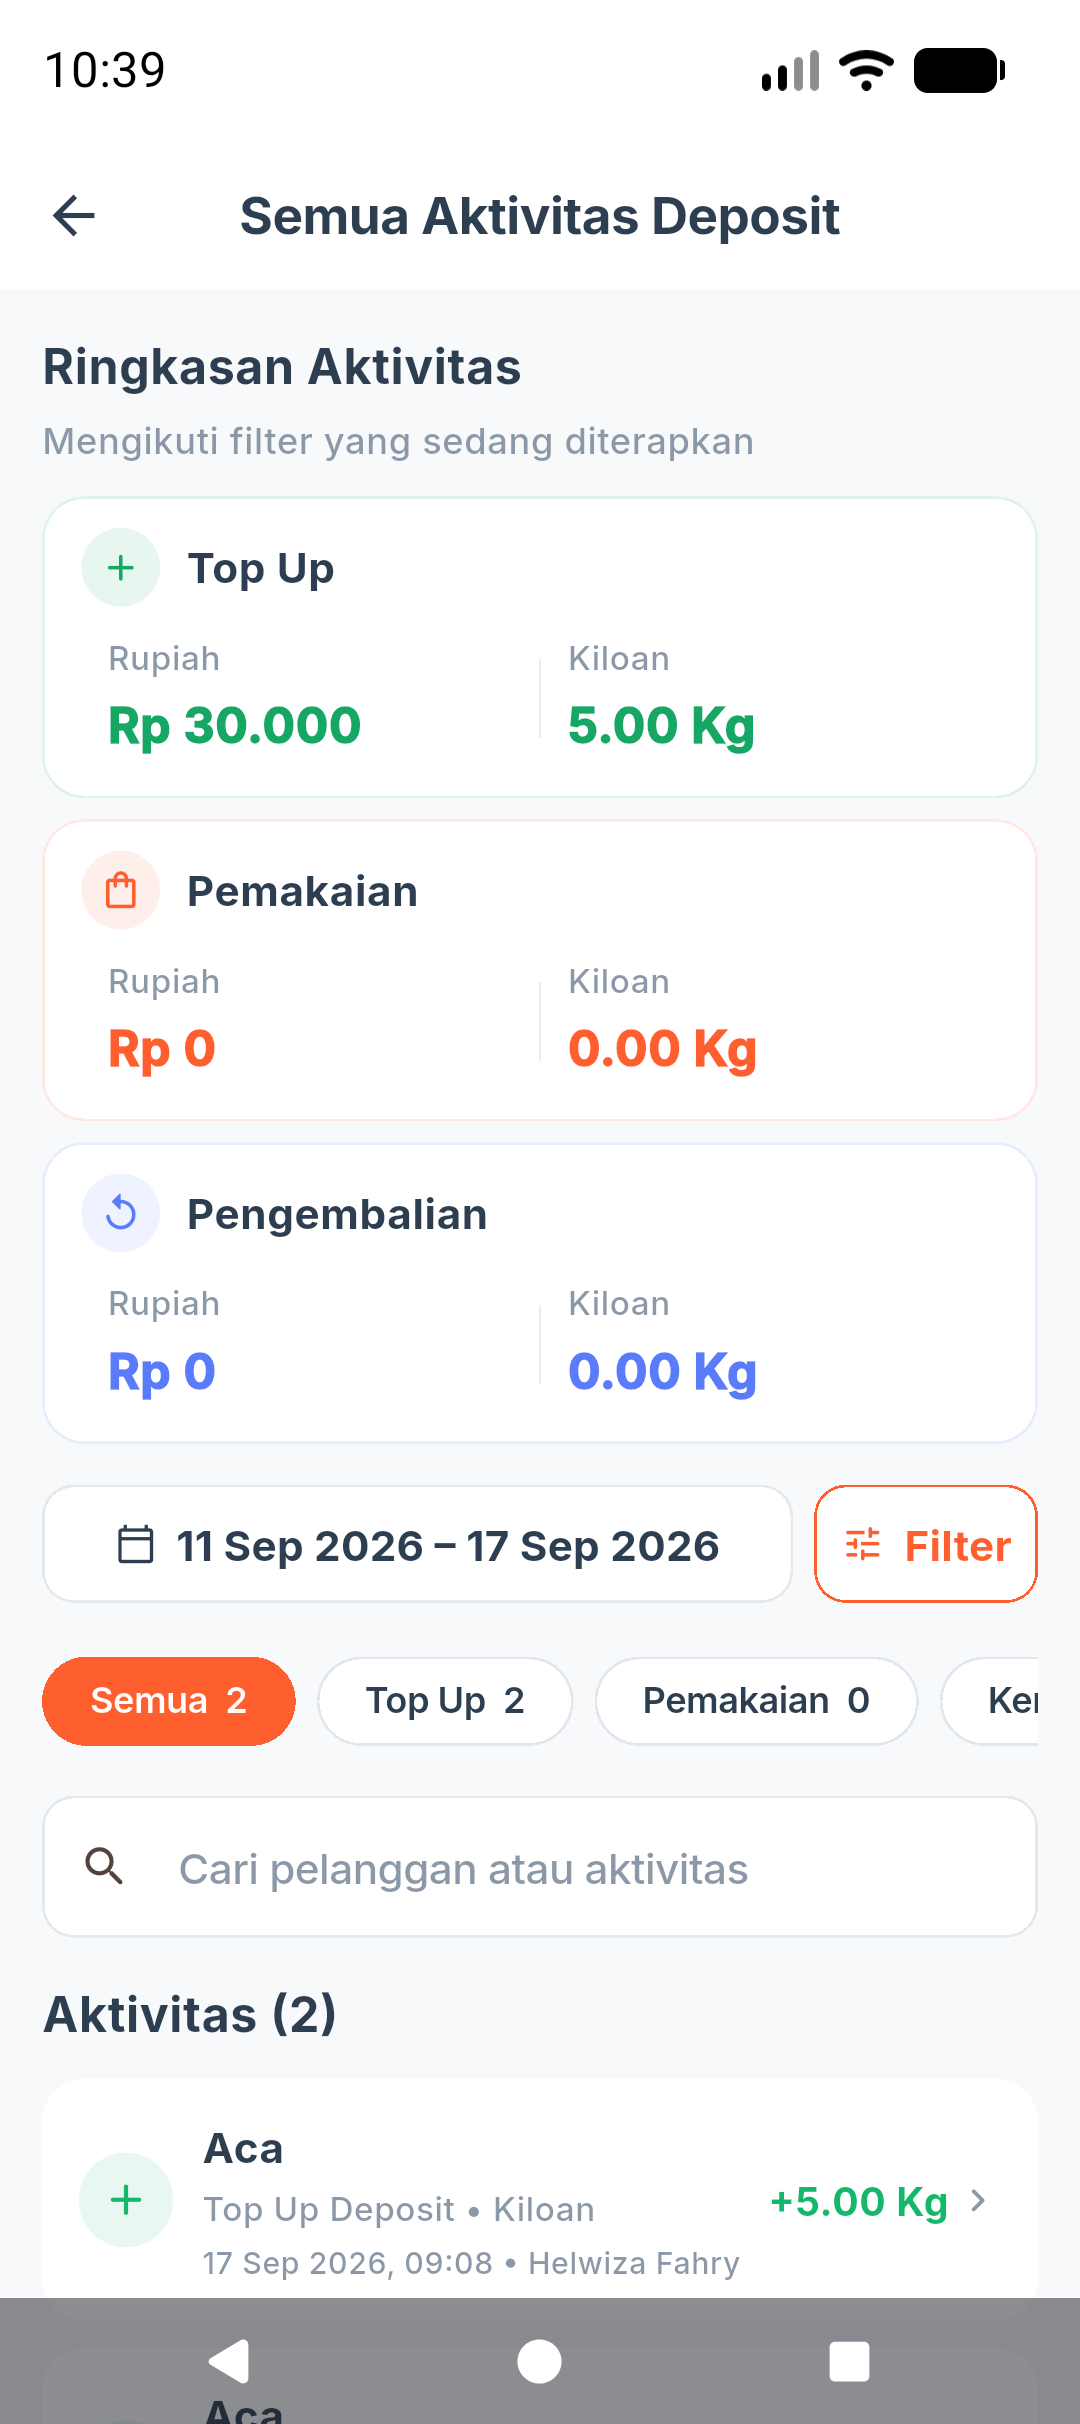 10:39
Semua Aktivitas Deposit
Ringkasan Aktivitas
Mengikuti filter yang sedang diterapkan
Top Up
Rupiah Kiloan
Rp 30.000 5.00 Kg
Pemakaian
Rupiah Kiloan
Rp 0 0.00 Kg
Pengembalian
Rupiah Kiloan
Rp 0 0.00 Kg
11 Sep 2026 – 17 Sep 2026 Filter
Semua 2 Top Up 2 Pemakaian 0
Cari pelanggan atau aktivitas
Aktivitas (2)
Aca
Top Up Deposit • Kiloan +5.00 Kg
17 Sep 2026, 09:08 • Helwiza Fahry
Aca